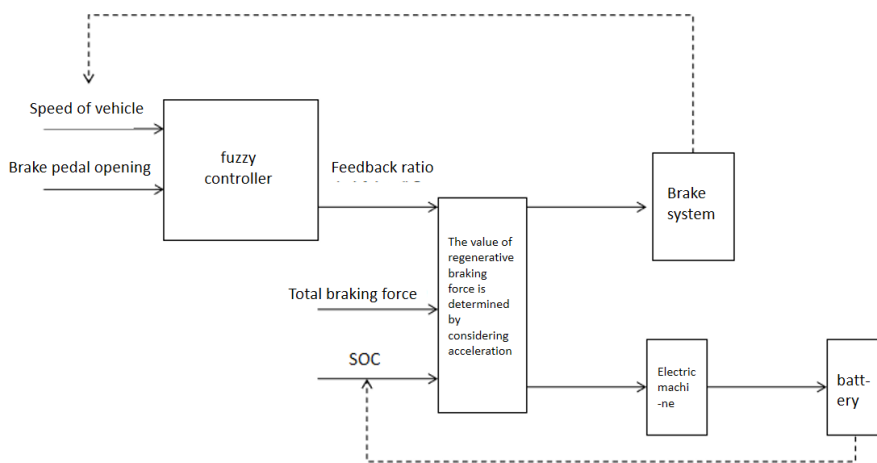 Speed of vehicle
Brake pedal opening
fuzzy
controller
Feedback ratio
Brake
system
The value of
regenerative
braking
force is
determined
by
considering
acceleration
Total braking force
SOC
Electric
machi
-ne
batt-
ery